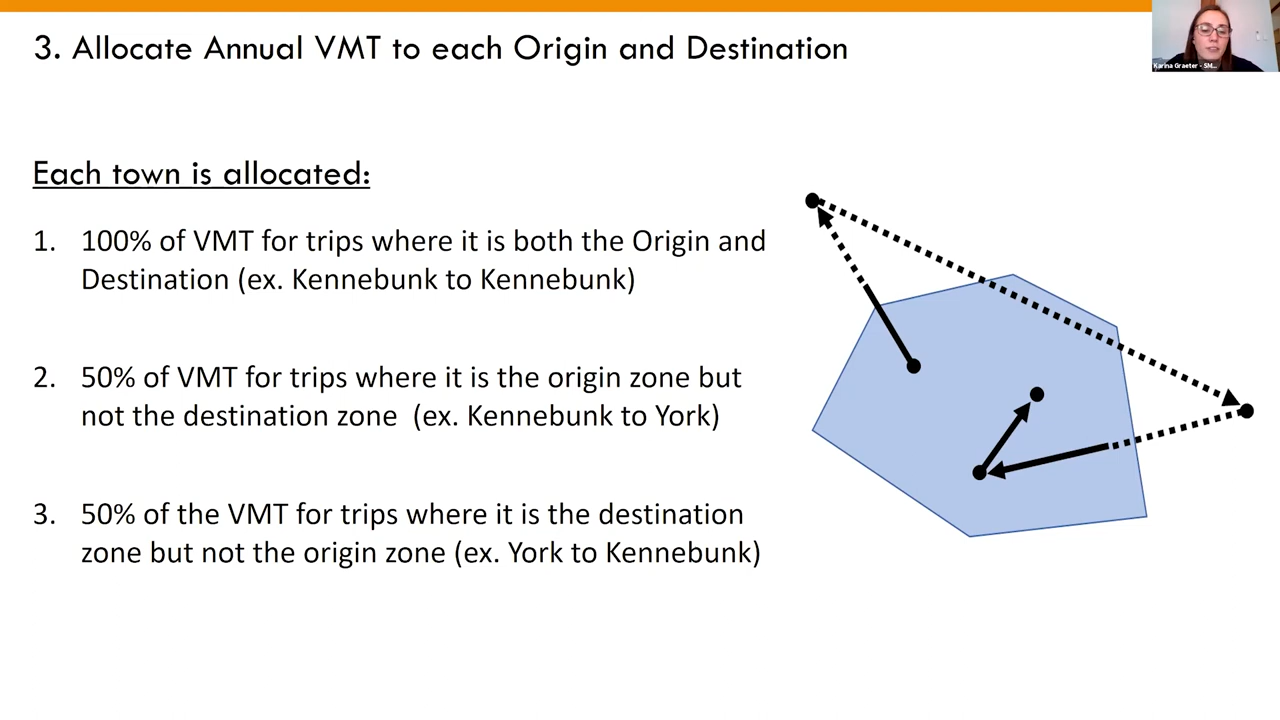 3. Allocate Annual VMT to each Origin and Destination
Karina Graeter - SM...
Each town is allocated:
1. 100% of VMT for trips where it is both the Origin and
Destination (ex. Kennebunk to Kennebunk)
2. 50% of VMT for trips where it is the origin zone but
not the destination zone (ex. Kennebunk to York)
3. 50% of the VMT for trips where it is the destination
zone but not the origin zone (ex. York to Kennebunk)